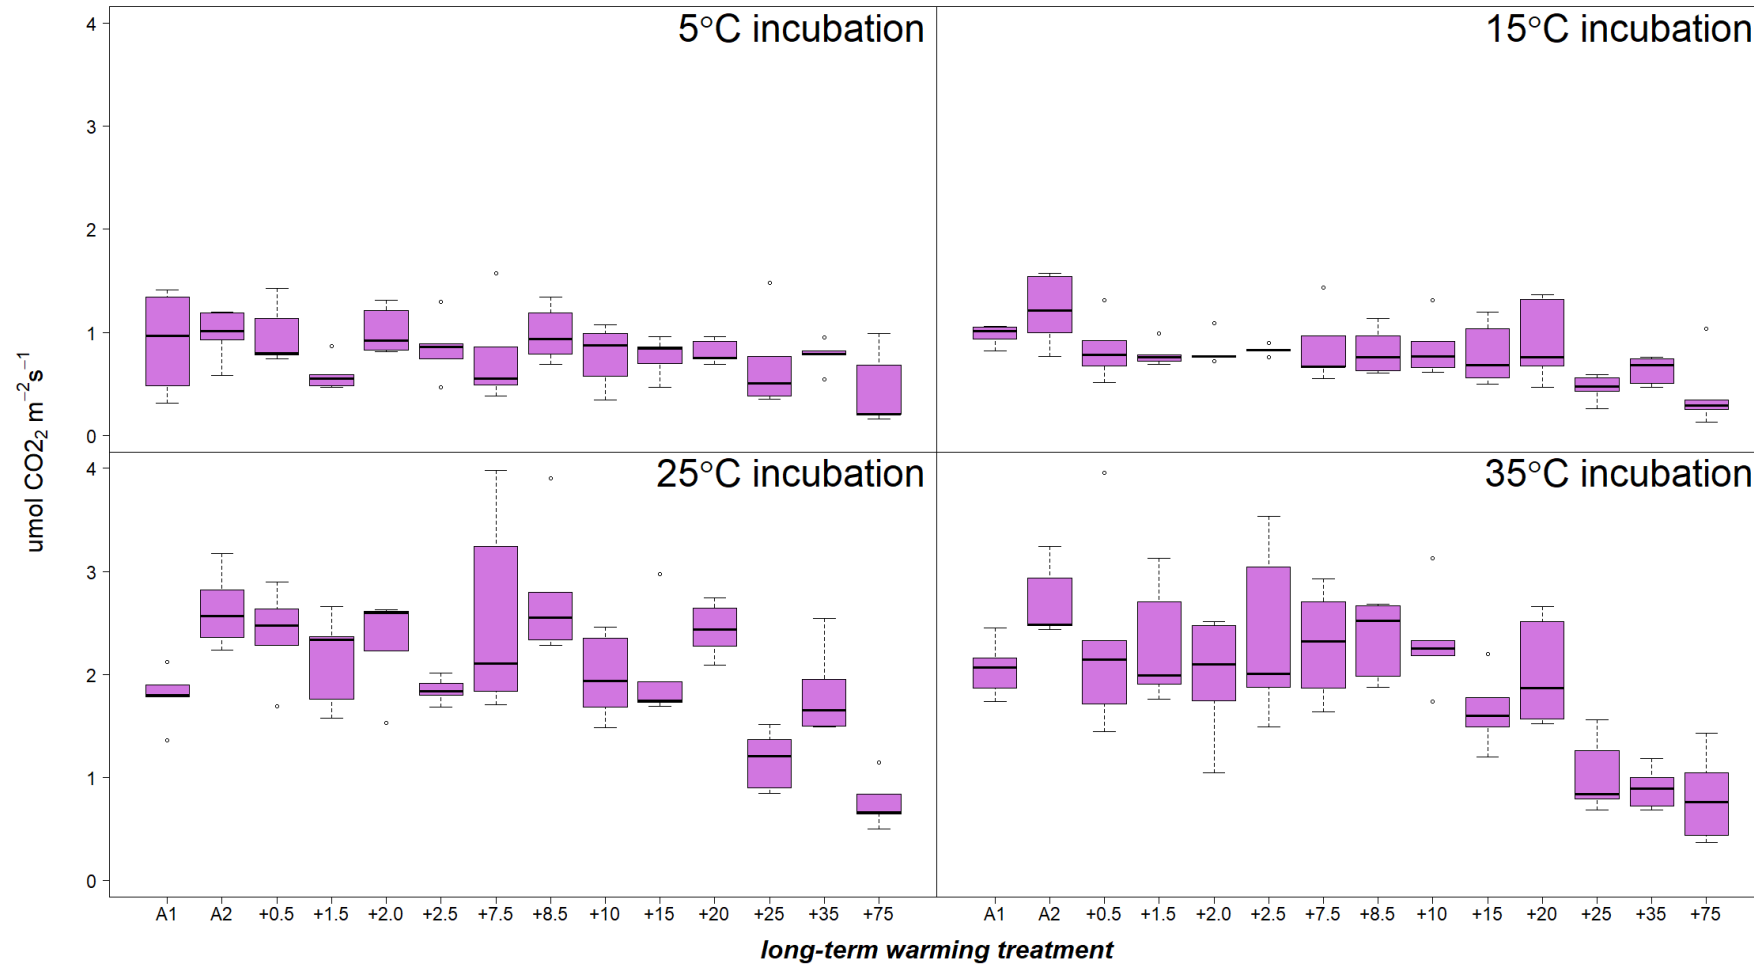 5°C incubation
15°C incubation
4
3
2
1
0
25°C incubation
35°C incubation
4
3
2
1
0
umol CO2₂ m⁻²s⁻¹
A1 A2 +0.5 +1.5 +2.0 +2.5 +7.5 +8.5 +10 +15 +20 +25 +35 +75
A1 A2 +0.5 +1.5 +2.0 +2.5 +7.5 +8.5 +10 +15 +20 +25 +35 +75
long-term warming treatment